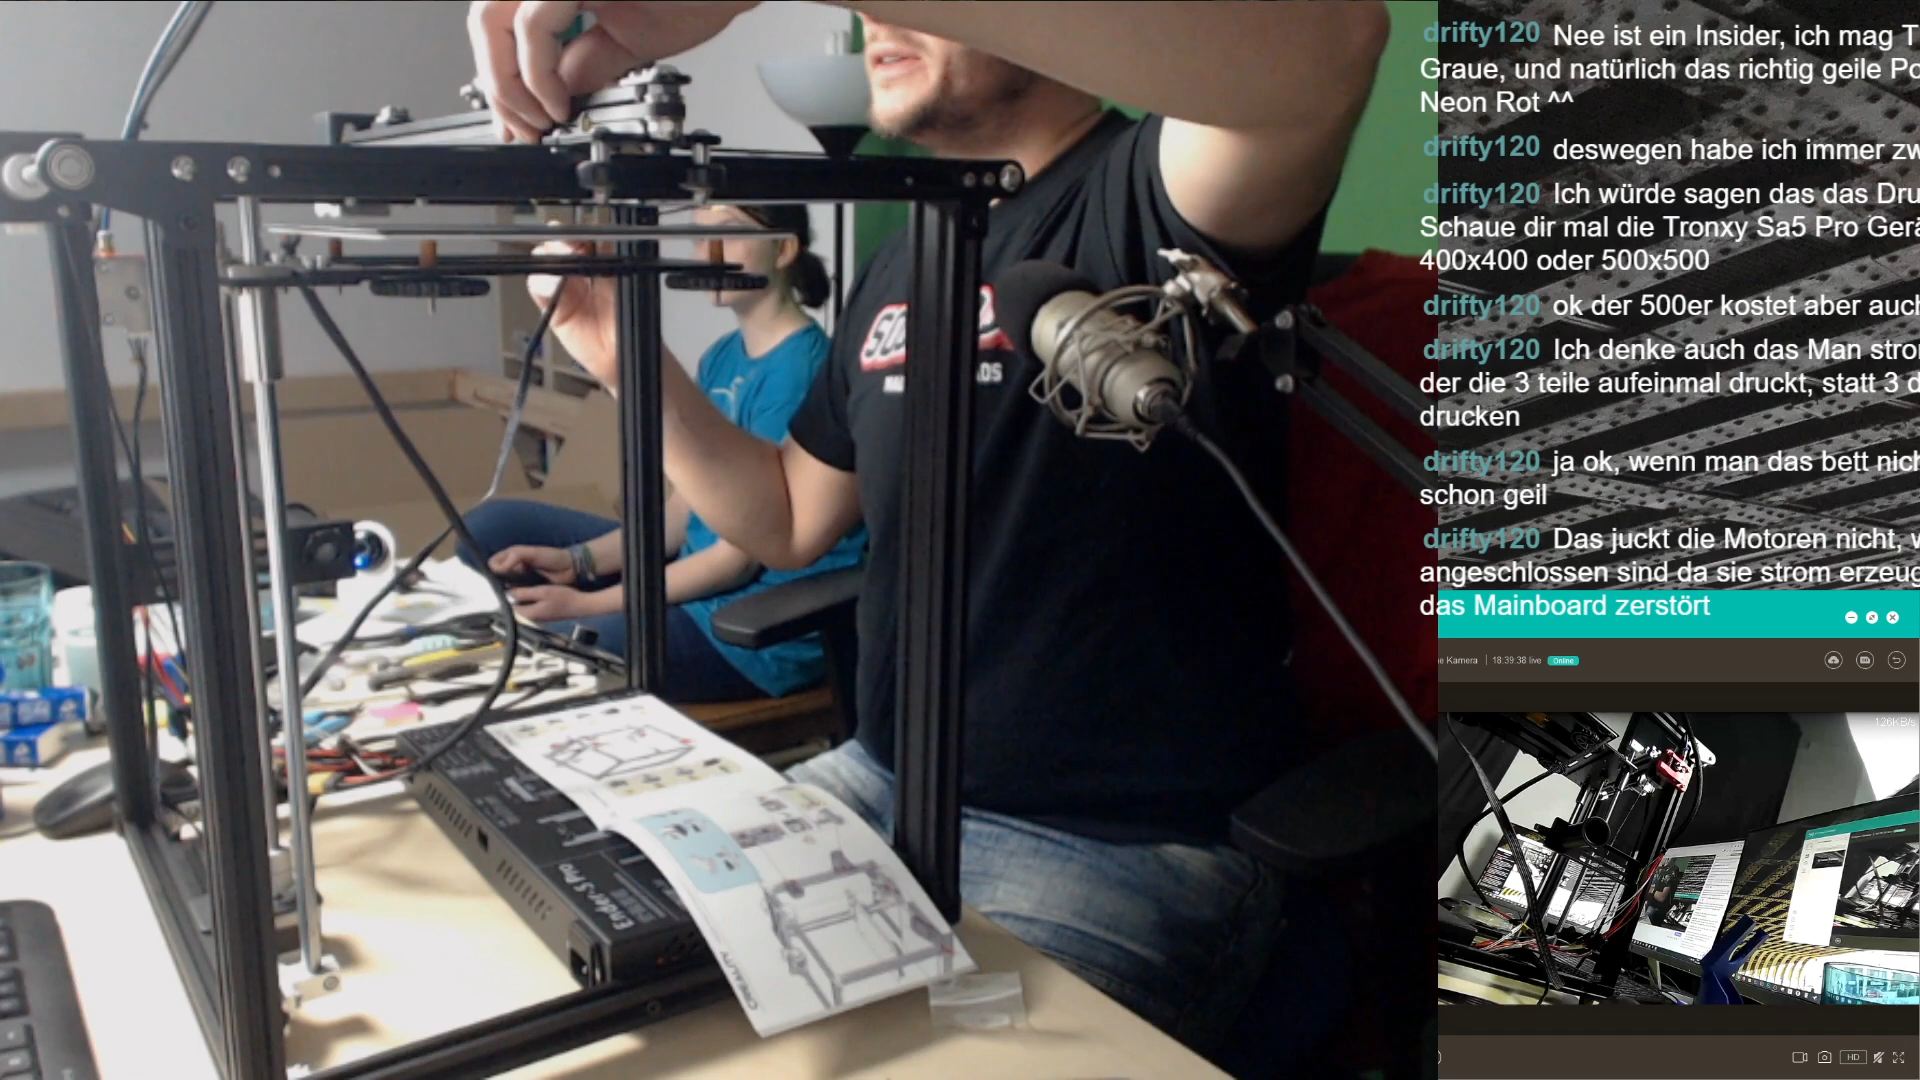 drifty120 Nee ist ein Insider, ich mag T
Graue, und natürlich das richtig geile Po
Neon Rot ^^
drifty120 deswegen habe ich immer zw
drifty120 Ich würde sagen das das Dru
Schaue dir mal die Tronxy Sa5 Pro Gerä
400x400 oder 500x500
drifty120 ok der 500er kostet aber auch
drifty120 Ich denke auch das Man stro
der die 3 teile aufeinmal druckt, statt 3 d
drucken
drifty120 ja ok, wenn man das bett nich
schon geil
drifty120 Das juckt die Motoren nicht, w
angeschlossen sind da sie strom erzeug
das Mainboard zerstört
e Kamera | 18:39:38 live Online
126KB/s
HD
Ender-5 Pro
CREALITY